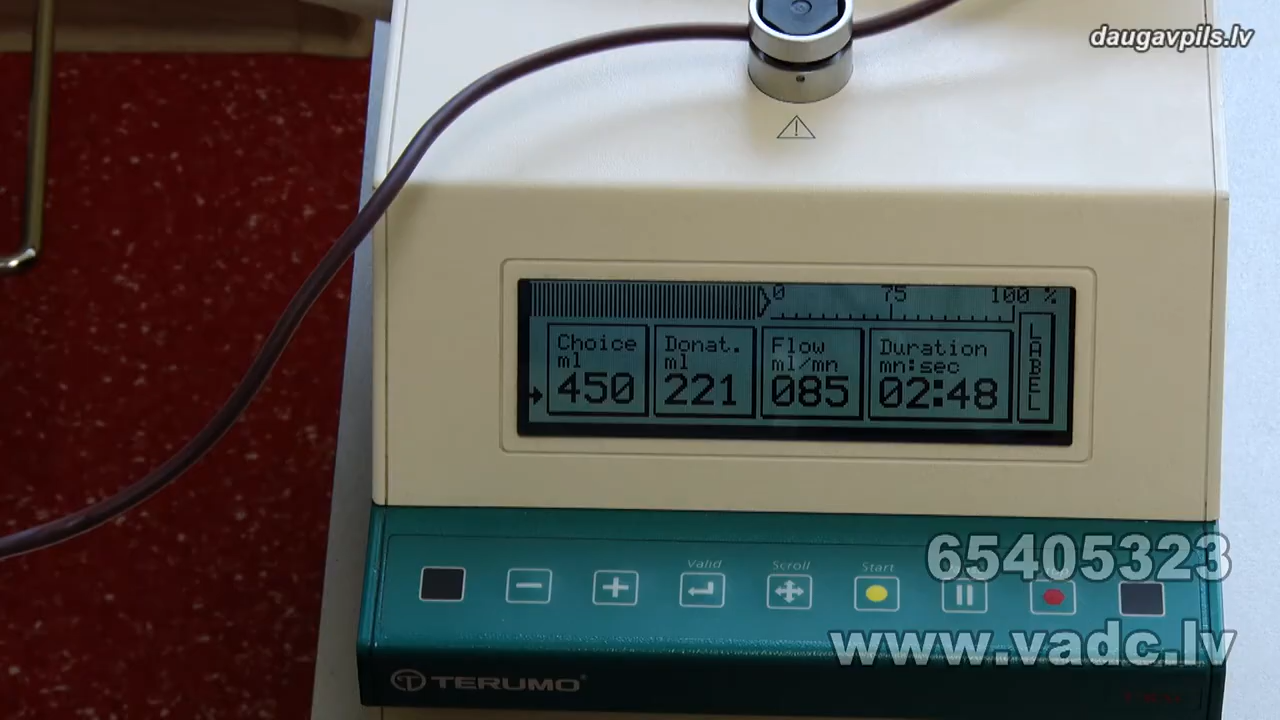 daugavpils.lv
0 75 100 %
Choice ml 450
Donat. ml 221
Flow ml/mn 085
Duration mn:sec 02:48
LABEL
Valid
Scroll
Start
65405323
www.vadc.lv
TERUMO